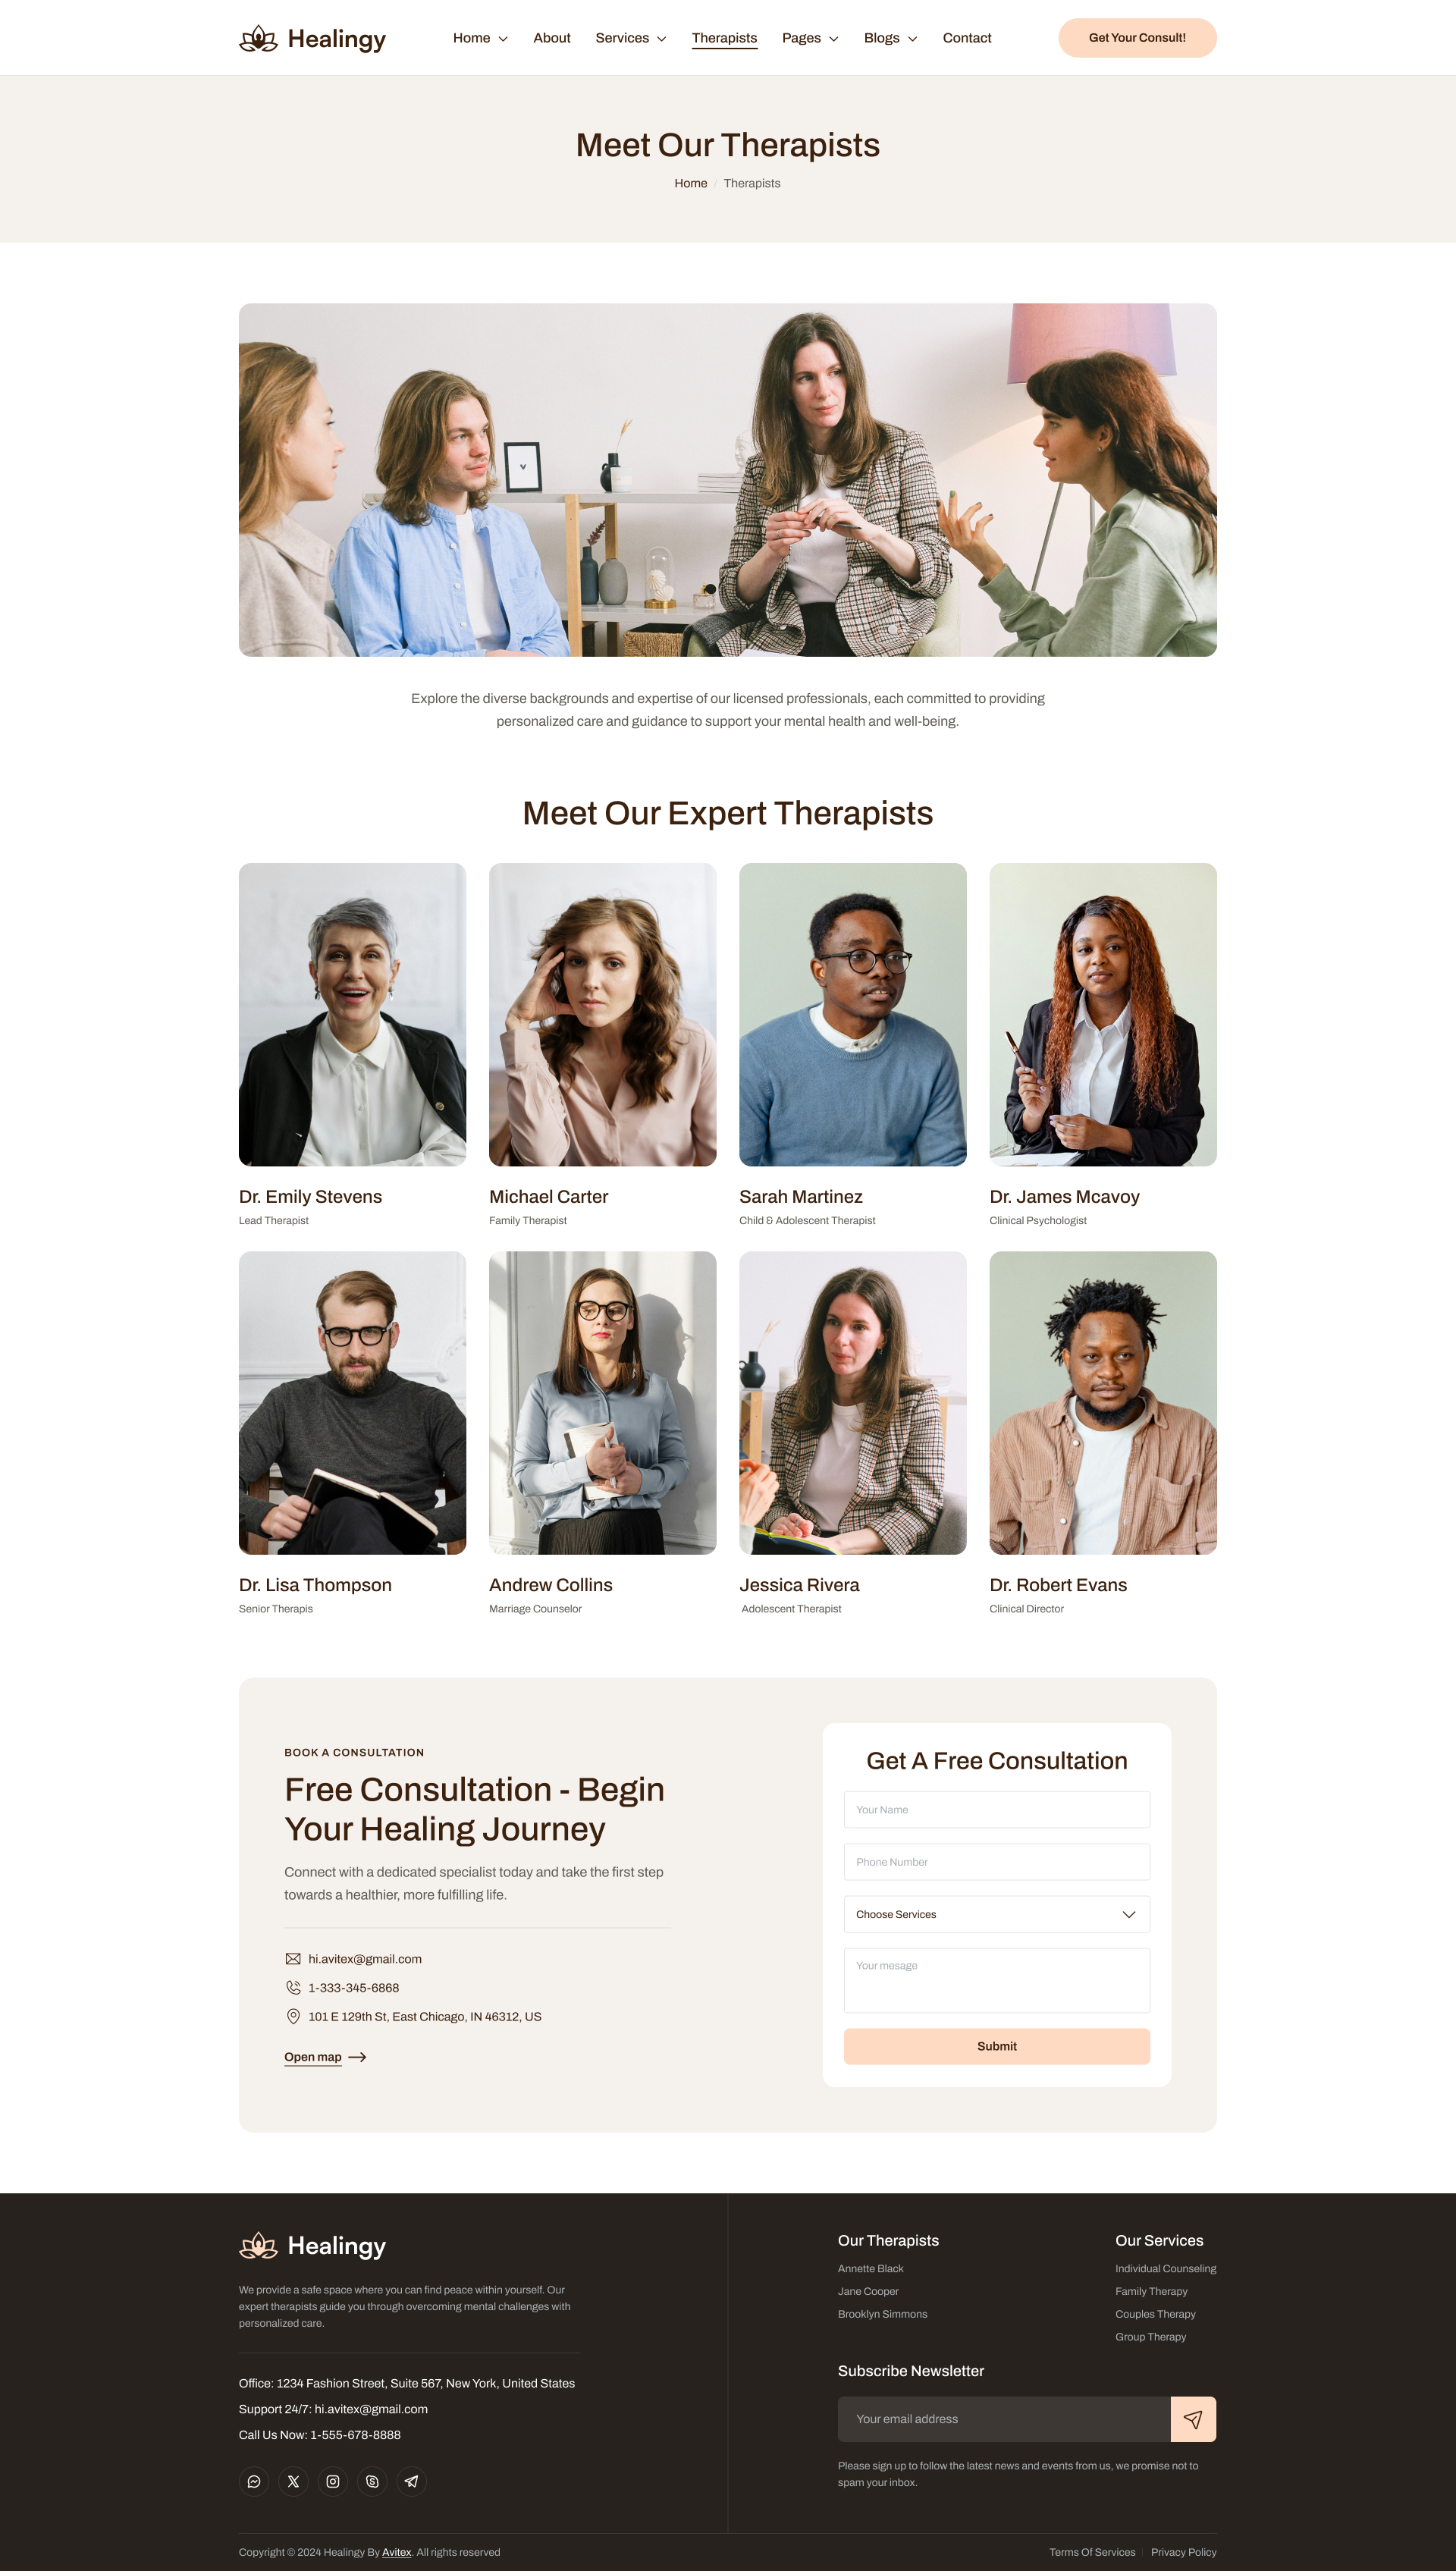 Healingy
Home
About
Services
Therapists
Pages
Blogs
Contact
Get Your Consult!
Meet Our Therapists
Home / Therapists
Explore the diverse backgrounds and expertise of our licensed professionals, each committed to providing
personalized care and guidance to support your mental health and well-being.
Meet Our Expert Therapists
Dr. Emily Stevens
Lead Therapist
Michael Carter
Family Therapist
Sarah Martinez
Child & Adolescent Therapist
Dr. James Mcavoy
Clinical Psychologist
Dr. Lisa Thompson
Senior Therapis
Andrew Collins
Marriage Counselor
Jessica Rivera
Adolescent Therapist
Dr. Robert Evans
Clinical Director
BOOK A CONSULTATION
Free Consultation - Begin
Your Healing Journey
Connect with a dedicated specialist today and take the first step
towards a healthier, more fulfilling life.
hi.avitex@gmail.com
1-333-345-6868
101 E 129th St, East Chicago, IN 46312, US
Open map
Get A Free Consultation
Your Name
Phone Number
Choose Services
Your mesage
Submit
Healingy
We provide a safe space where you can find peace within yourself. Our
expert therapists guide you through overcoming mental challenges with
personalized care.
Office: 1234 Fashion Street, Suite 567, New York, United States
Support 24/7: hi.avitex@gmail.com
Call Us Now: 1-555-678-8888
Our Therapists
Annette Black
Jane Cooper
Brooklyn Simmons
Our Services
Individual Counseling
Family Therapy
Couples Therapy
Group Therapy
Subscribe Newsletter
Your email address
Please sign up to follow the latest news and events from us, we promise not to
spam your inbox.
Copyright © 2024 Healingy By Avitex. All rights reserved
Terms Of Services
Privacy Policy